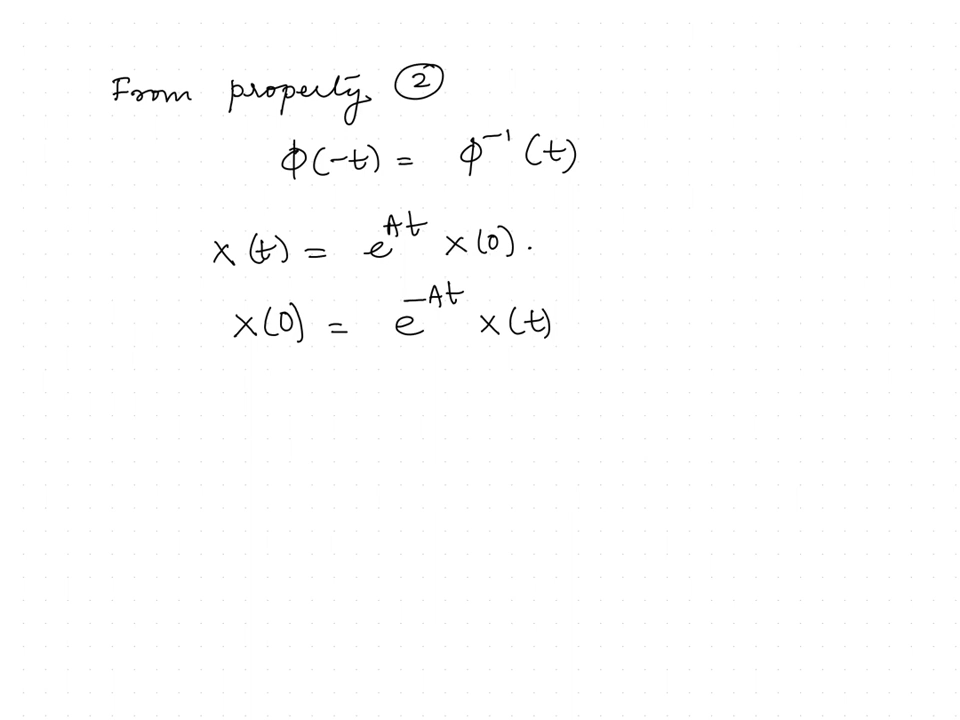 From property ②
ϕ(-t) = ϕ⁻¹(t)
x(t) = e^{At} x(0).
x(0) = e^{-At} x(t)